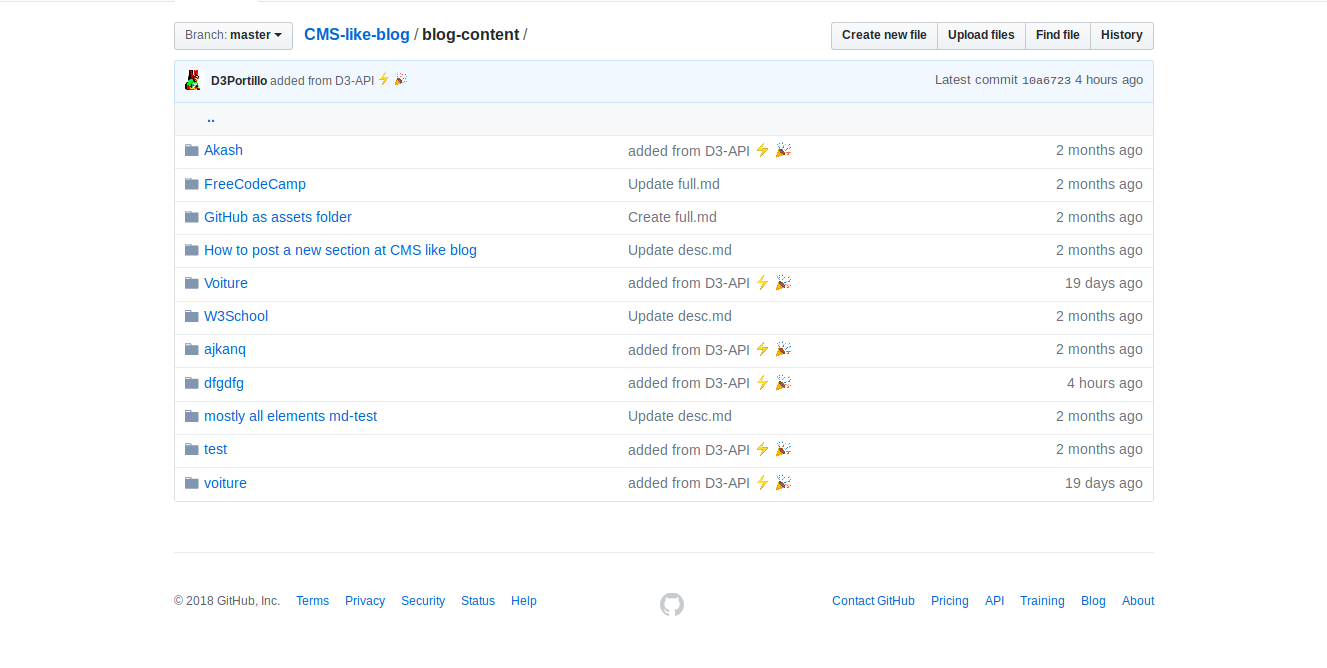 Branch: master CMS-like-blog / blog-content / Create new file Upload files Find file History
D3Portillo added from D3-API ⚡ 🎉 Latest commit 10a6723 4 hours ago
..
Akash added from D3-API ⚡ 🎉 2 months ago
FreeCodeCamp Update full.md 2 months ago
GitHub as assets folder Create full.md 2 months ago
How to post a new section at CMS like blog Update desc.md 2 months ago
Voiture added from D3-API ⚡ 🎉 19 days ago
W3School Update desc.md 2 months ago
ajkanq added from D3-API ⚡ 🎉 2 months ago
dfgdfg added from D3-API ⚡ 🎉 4 hours ago
mostly all elements md-test Update desc.md 2 months ago
test added from D3-API ⚡ 🎉 2 months ago
voiture added from D3-API ⚡ 🎉 19 days ago
© 2018 GitHub, Inc. Terms Privacy Security Status Help Contact GitHub Pricing API Training Blog About